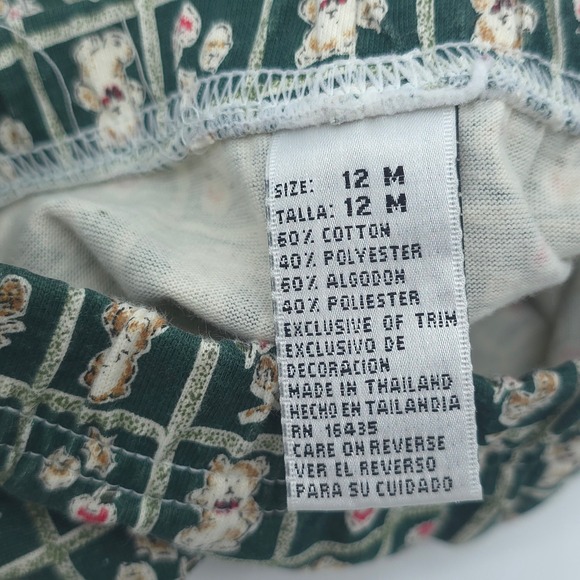 SIZE: 12 M
TALLA: 12 M
60% COTTON
40% POLYESTER
60% ALGODON
40% POLIESTER
EXCLUSIVE OF TRIM
EXCLUSIVO DE
DECORACION
MADE IN THAILAND
HECHO EN TAILANDIA
RN 16435
CARE ON REVERSE
VER EL REVERSO
PARA SU CUIDADO